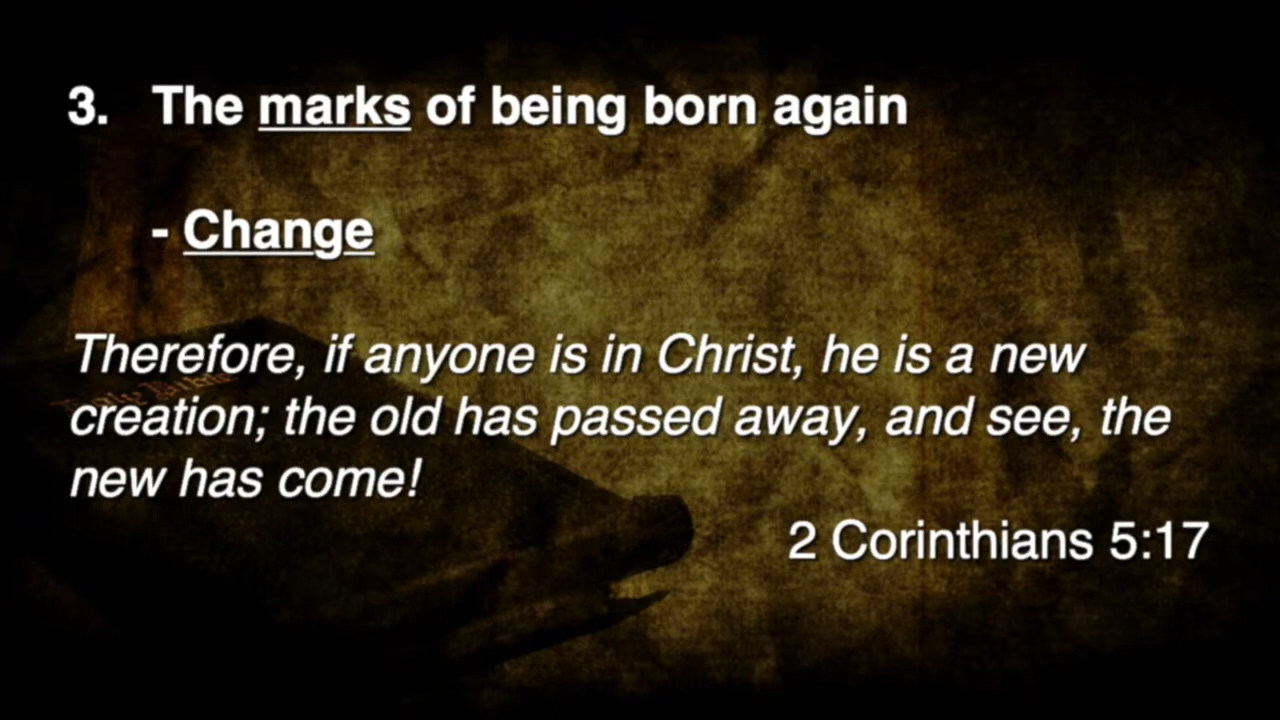 3. The marks of being born again
- Change
Therefore, if anyone is in Christ, he is a new
creation; the old has passed away, and see, the
new has come!
2 Corinthians 5:17